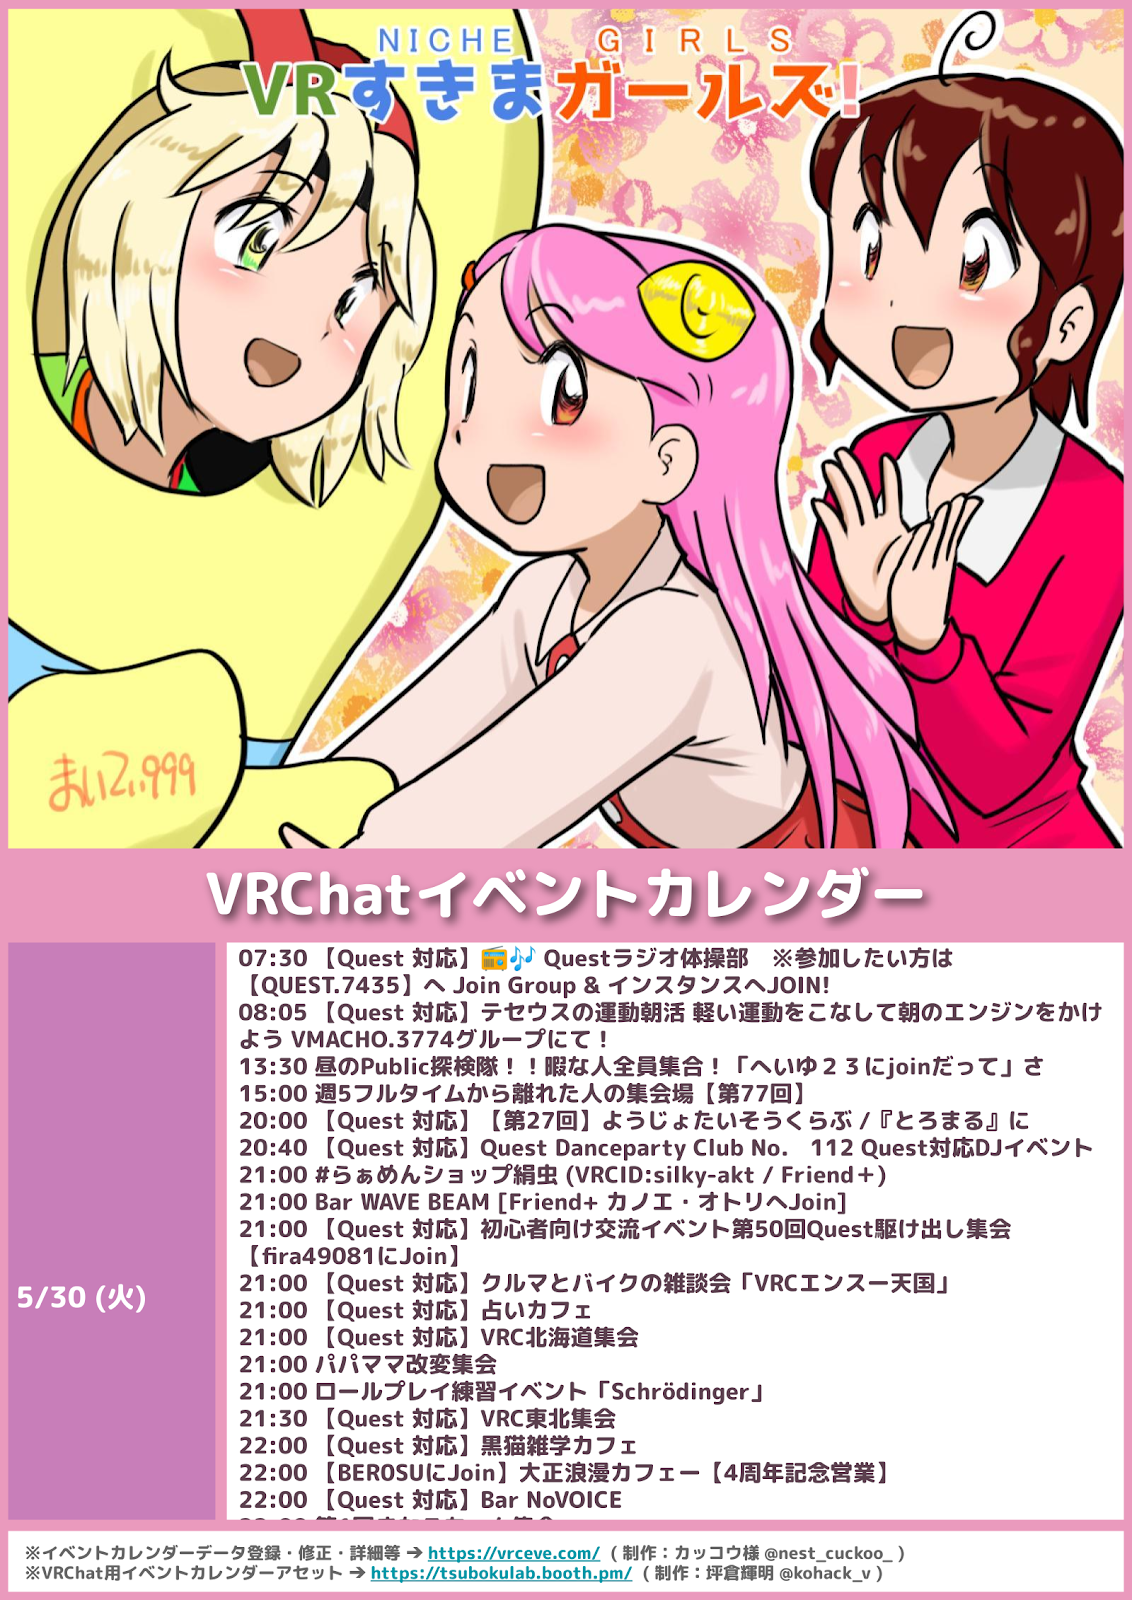 NICHE GIRLS
VRすきまガールズ!
VRChatイベントカレンダー
5/30 (火)
07:30 【Quest 対応】📻🎶 Questラジオ体操部　※参加したい方は
【QUEST.7435】へ Join Group & インスタンスへJOIN!
08:05 【Quest 対応】テセウスの運動朝活 軽い運動をこなして朝のエンジンをかけ
よう VMACHO.3774グループにて！
13:30 昼のPublic探検隊！！暇な人全員集合！「へいゆ２３にjoinだって」さ
15:00 週5フルタイムから離れた人の集会場【第77回】
20:00 【Quest 対応】【第27回】ようじょたいそうくらぶ /『とろまる』に
20:40 【Quest 対応】Quest Danceparty Club No.　112 Quest対応DJイベント
21:00 #らぁめんショップ絹虫 (VRCID:silky-akt / Friend＋)
21:00 Bar WAVE BEAM [Friend+ カノエ・オトリへJoin]
21:00 【Quest 対応】初心者向け交流イベント第50回Quest駆け出し集会
【fira49081にJoin】
21:00 【Quest 対応】クルマとバイクの雑談会「VRCエンスー天国」
21:00 【Quest 対応】占いカフェ
21:00 【Quest 対応】VRC北海道集会
21:00 パパママ改変集会
21:00 ロールプレイ練習イベント「Schrödinger」
21:30 【Quest 対応】VRC東北集会
22:00 【Quest 対応】黒猫雑学カフェ
22:00 【BER0SUにJoin】大正浪漫カフェー【4周年記念営業】
22:00 【Quest 対応】Bar NoVOICE
※イベントカレンダーデータ登録・修正・詳細等 ➔ https://vrceve.com/ ( 制作：カッコウ様 @nest_cuckoo_ )
※VRChat用イベントカレンダーアセット ➔ https://tsubokulab.booth.pm/ ( 制作：坪倉輝明 @kohack_v )